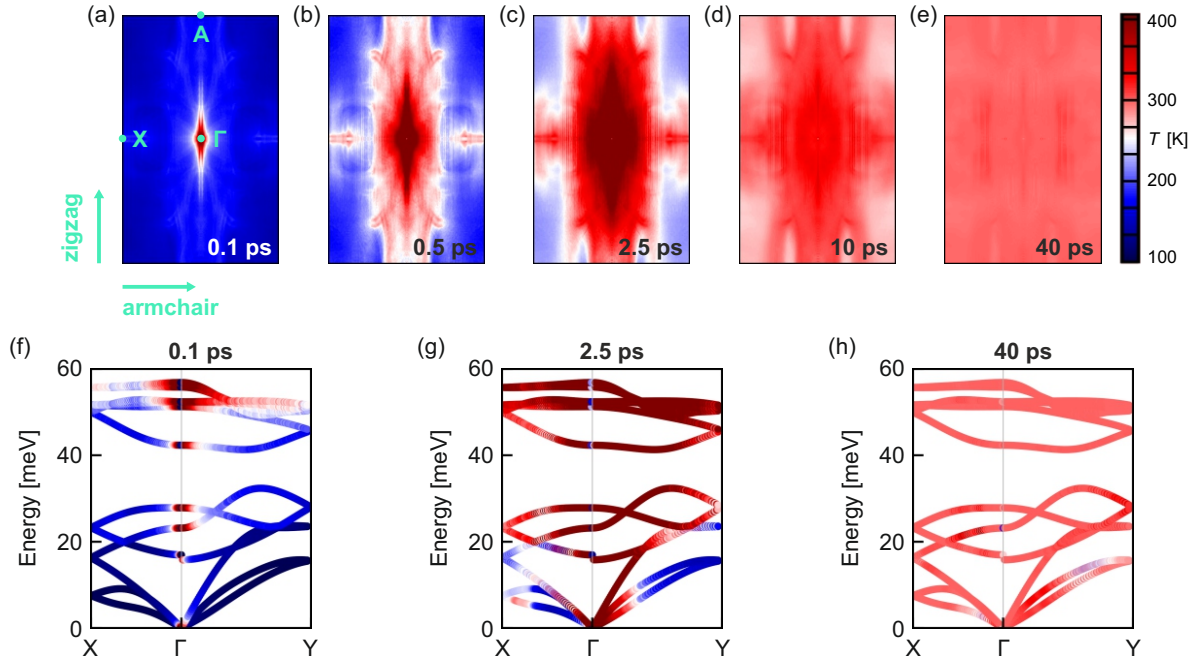 (a)
A
X
Γ
0.1 ps
zigzag
armchair
(b)
0.5 ps
(c)
2.5 ps
(d)
10 ps
(e)
40 ps
400
300
T [K]
200
100
(f)
0.1 ps
Energy [meV]
60
40
20
0
X
Γ
Y
(g)
2.5 ps
Energy [meV]
60
40
20
0
X
Γ
Y
(h)
40 ps
Energy [meV]
60
40
20
0
X
Γ
Y